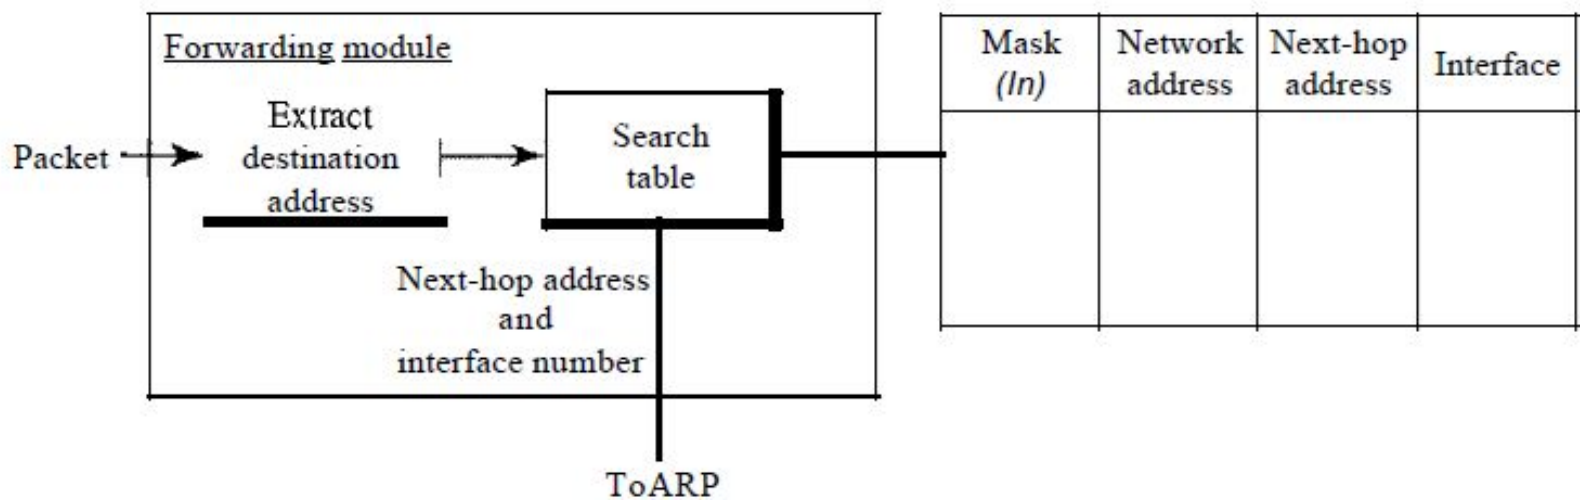 Forwarding module
Packet
Extract
destination
address
Search
table
Next-hop address
and
interface number
ToARP
Mask
(In)
Network
address
Next-hop
address
Interface